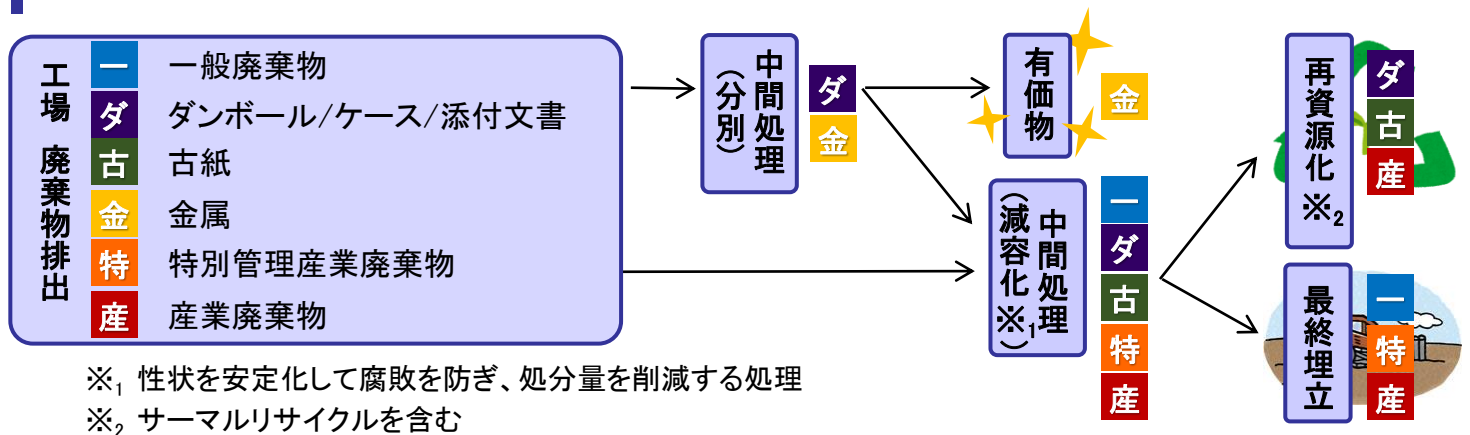 工場 廃棄物排出
一 一般廃棄物
ダ ダンボール/ケース/添付文書
古 古紙
金 金属
特 特別管理産業廃棄物
産 産業廃棄物
中間処理
(分別)
ダ
金
有価物
金
中間処理
(減容化※1)
一
ダ
古
特
産
再資源化※2
ダ
古
産
最終埋立
一
特
産
※1 性状を安定化して腐敗を防ぎ、処分量を削減する処理
※2 サーマルリサイクルを含む